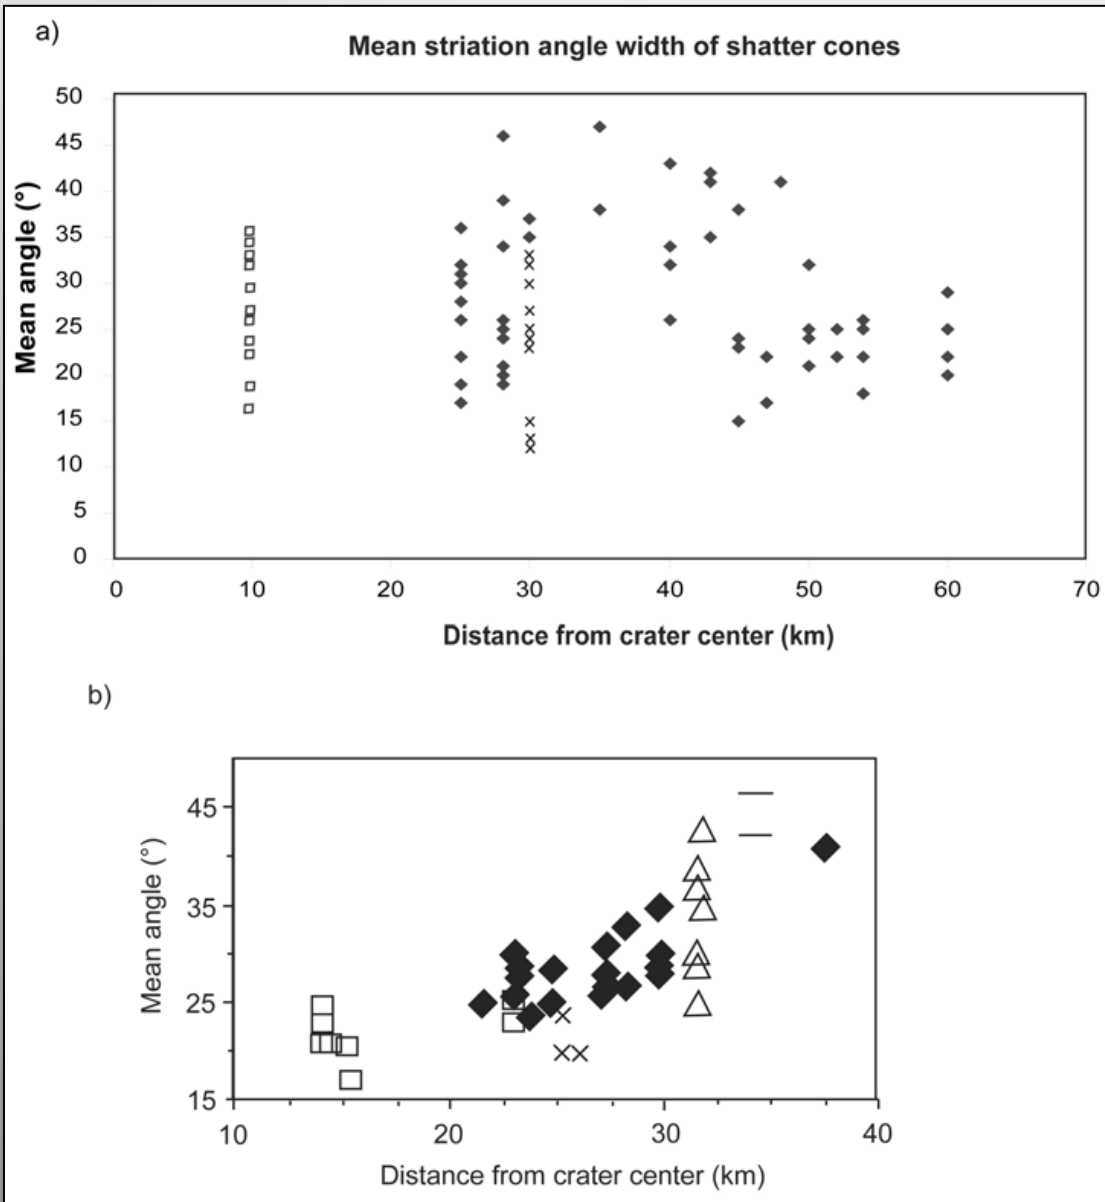 a)
Mean striation angle width of shatter cones
50
45
40
35
30
25
20
15
10
5
0
Mean angle (°)
0 10 20 30 40 50 60 70
Distance from crater center (km)
b)
45
35
25
15
Mean angle (°)
10 20 30 40
Distance from crater center (km)